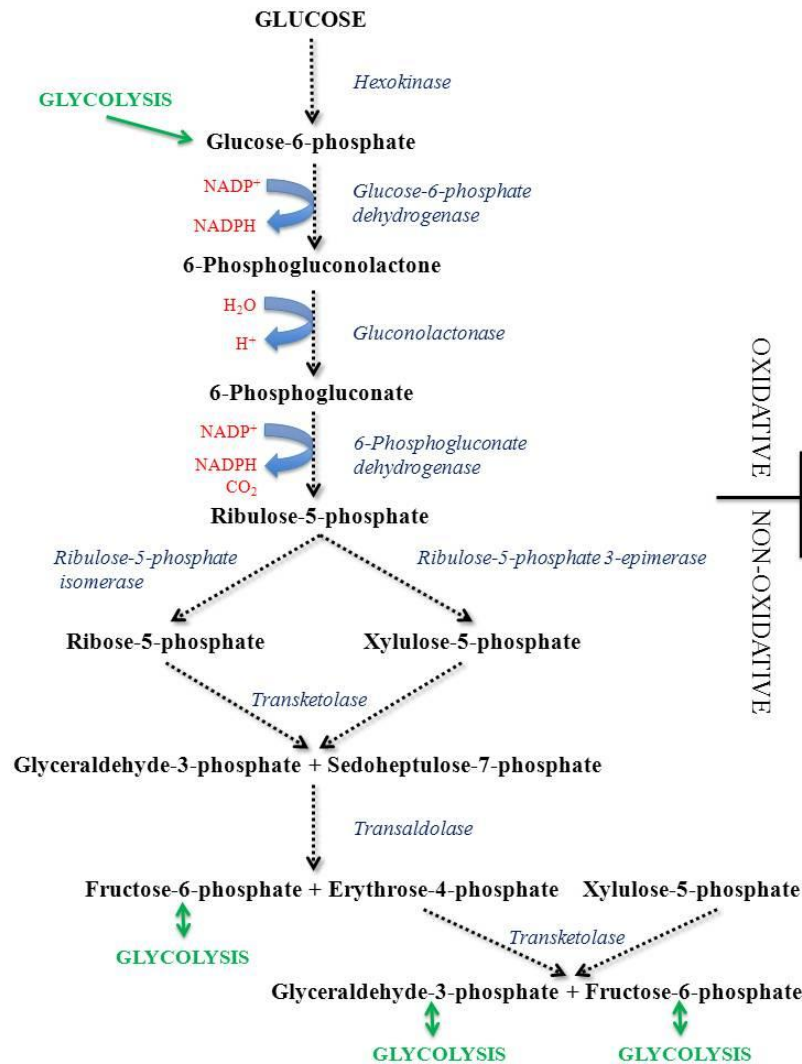 GLUCOSE
Hexokinase
GLYCOLYSIS
Glucose-6-phosphate
NADP⁺
Glucose-6-phosphate
dehydrogenase
NADPH
6-Phosphogluconolactone
H₂O
Gluconolactonase
H⁺
6-Phosphogluconate
NADP⁺
6-Phosphogluconate
dehydrogenase
NADPH
CO₂
Ribulose-5-phosphate
OXIDATIVE
NON-OXIDATIVE
Ribulose-5-phosphate
isomerase
Ribulose-5-phosphate 3-epimerase
Ribose-5-phosphate
Xylulose-5-phosphate
Transketolase
Glyceraldehyde-3-phosphate + Sedoheptulose-7-phosphate
Transaldolase
Fructose-6-phosphate + Erythrose-4-phosphate
Xylulose-5-phosphate
Transketolase
GLYCOLYSIS
Glyceraldehyde-3-phosphate + Fructose-6-phosphate
GLYCOLYSIS
GLYCOLYSIS